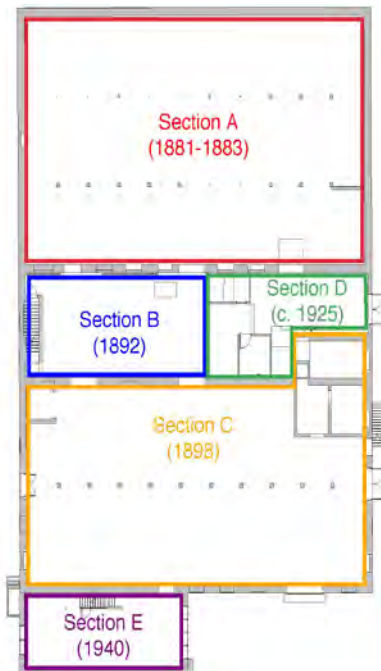 Section A
(1881-1883)
Section D
(c. 1925)
Section B
(1892)
Section C
(1898)
Section E
(1940)